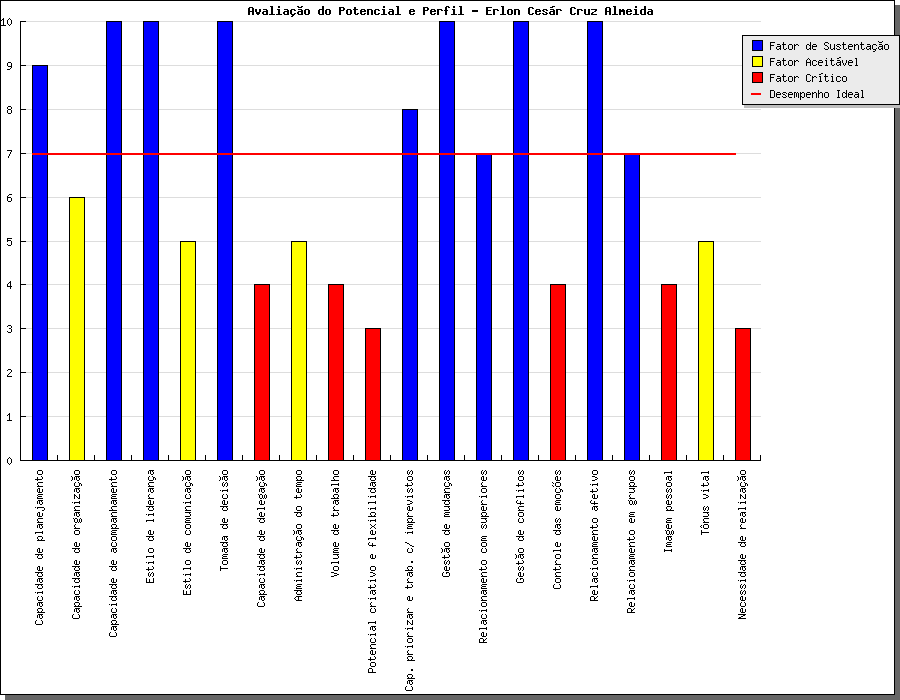 Avaliação do Potencial e Perfil - Erlon Cesár Cruz Almeida
Fator de Sustentação
Fator Aceitável
Fator Crítico
Desempenho Ideal
10
9
8
7
6
5
4
3
2
1
0
Capacidade de planejamento
Capacidade de organização
Capacidade de acompanhamento
Estilo de liderança
Estilo de comunicação
Tomada de decisão
Capacidade de delegação
Administração do tempo
Volume de trabalho
Potencial criativo e flexibilidade
Cap. priorizar e trab. c/ imprevistos
Gestão de mudanças
Relacionamento com superiores
Gestão de conflitos
Controle das emoções
Relacionamento afetivo
Relacionamento em grupos
Imagem pessoal
Tônus vital
Necessidade de realização